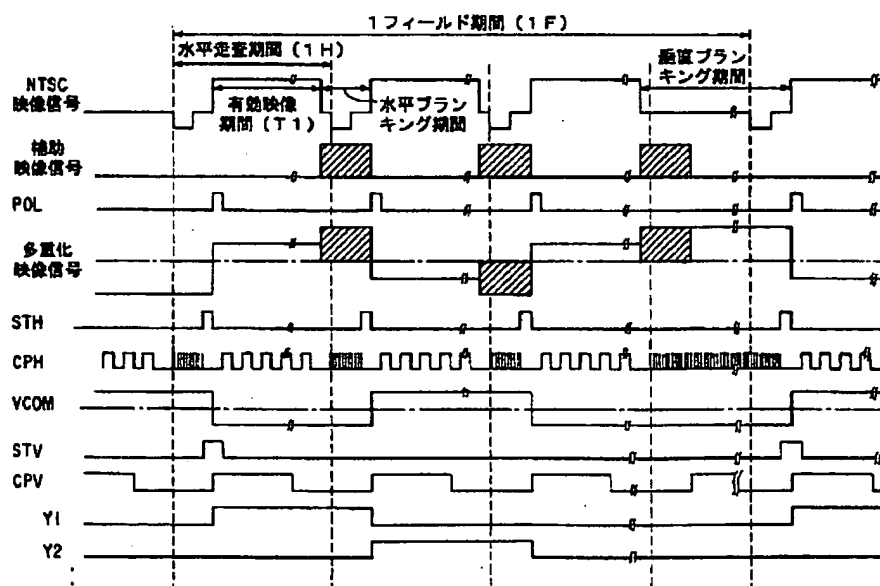 1フィールド期間(1F)
水平走査期間(1H)
垂直ブラン
キング期間
NTSC
映像信号
有効映像
期間(T1)
水平ブラン
キング期間
補助
映像信号
POL
多重化
映像信号
STH
CPH
VCOM
STV
CPV
Y1
Y2